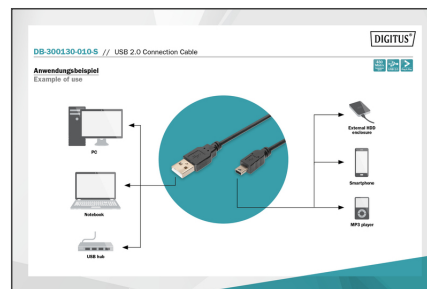 DIGITUS®
DB-300130-010-S // USB 2.0 Connection Cable
Anwendungsbeispiel
Example of use
PC
Notebook
USB hub
External HDD
enclosure
Smartphone
MP3 player